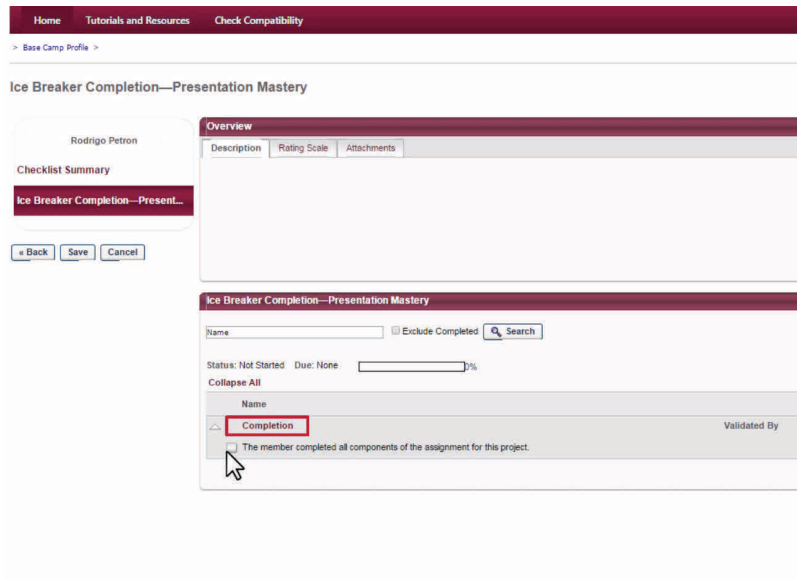 Home Tutorials and Resources Check Compatibility
> Base Camp Profile >
Ice Breaker Completion—Presentation Mastery
Rodrigo Petron
Checklist Summary
Ice Breaker Completion—Present...
« Back Save Cancel
Overview
Description Rating Scale Attachments
Ice Breaker Completion—Presentation Mastery
Name Exclude Completed Search
Status: Not Started Due: None 0%
Collapse All
Name
Completion Validated By
The member completed all components of the assignment for this project.